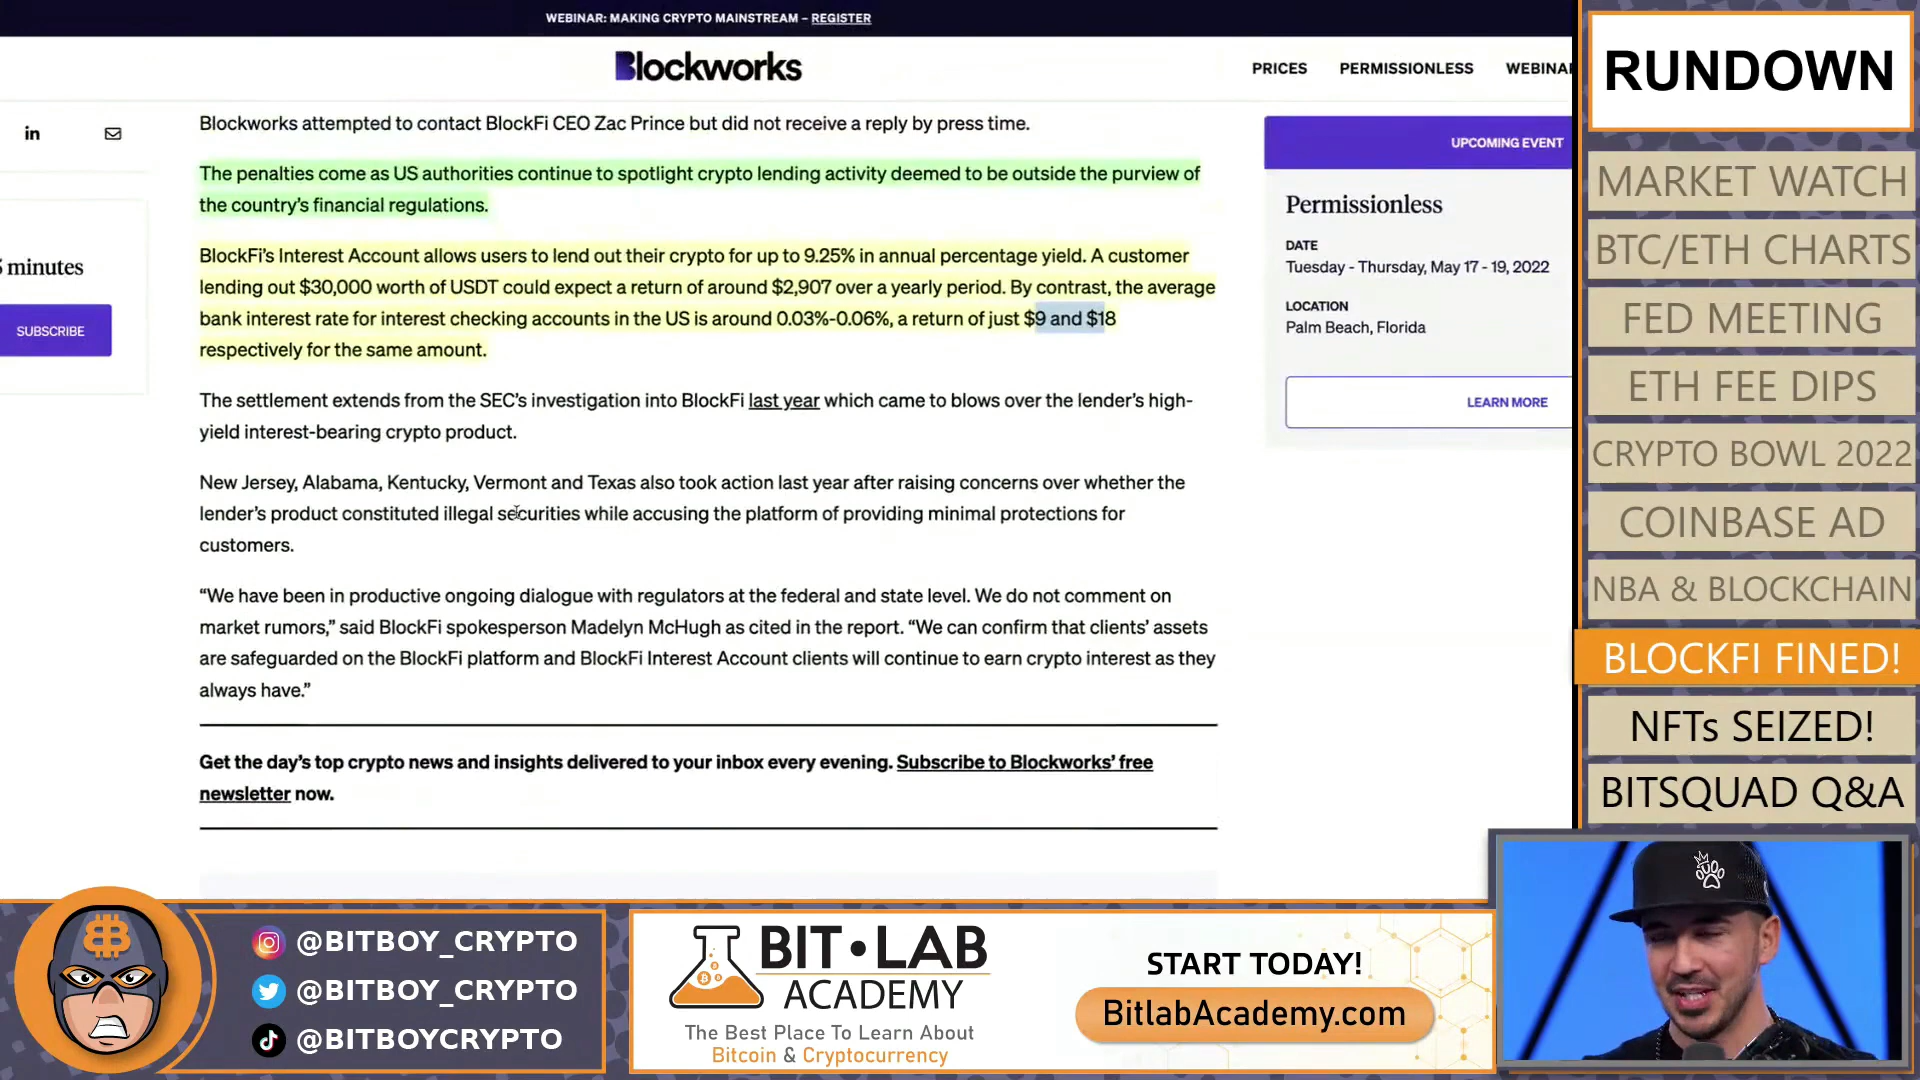 WEBINAR: MAKING CRYPTO MAINSTREAM – REGISTER
Blockworks
PRICES PERMISSIONLESS WEBINA
in
Blockworks attempted to contact BlockFi CEO Zac Prince but did not receive a reply by press time.
The penalties come as US authorities continue to spotlight crypto lending activity deemed to be outside the purview of
the country’s financial regulations.
BlockFi’s Interest Account allows users to lend out their crypto for up to 9.25% in annual percentage yield. A customer
lending out $30,000 worth of USDT could expect a return of around $2,907 over a yearly period. By contrast, the average
bank interest rate for interest checking accounts in the US is around 0.03%-0.06%, a return of just $9 and $18
respectively for the same amount.
The settlement extends from the SEC’s investigation into BlockFi last year which came to blows over the lender’s high-
yield interest-bearing crypto product.
New Jersey, Alabama, Kentucky, Vermont and Texas also took action last year after raising concerns over whether the
lender’s product constituted illegal securities while accusing the platform of providing minimal protections for
customers.
“We have been in productive ongoing dialogue with regulators at the federal and state level. We do not comment on
market rumors,” said BlockFi spokesperson Madelyn McHugh as cited in the report. “We can confirm that clients’ assets
are safeguarded on the BlockFi platform and BlockFi Interest Account clients will continue to earn crypto interest as they
always have.”
Get the day’s top crypto news and insights delivered to your inbox every evening. Subscribe to Blockworks’ free
newsletter now.
minutes
SUBSCRIBE
UPCOMING EVENT
Permissionless
DATE
Tuesday - Thursday, May 17 - 19, 2022
LOCATION
Palm Beach, Florida
LEARN MORE
RUNDOWN
MARKET WATCH
BTC/ETH CHARTS
FED MEETING
ETH FEE DIPS
CRYPTO BOWL 2022
COINBASE AD
NBA & BLOCKCHAIN
BLOCKFI FINED!
NFTs SEIZED!
BITSQUAD Q&A
@BITBOY_CRYPTO
@BITBOY_CRYPTO
@BITBOYCRYPTO
BIT•LAB
ACADEMY
The Best Place To Learn About
Bitcoin & Cryptocurrency
START TODAY!
BitlabAcademy.com